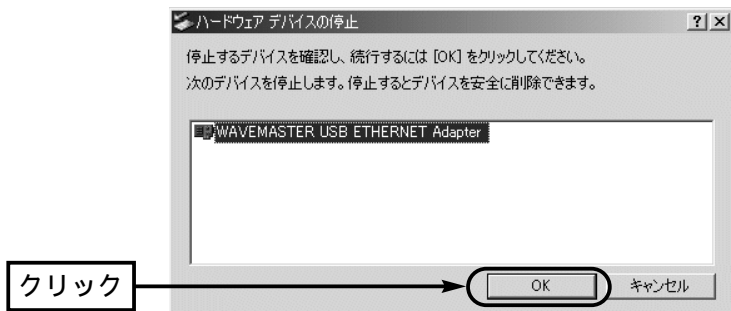 ハードウェア デバイスの停止
停止するデバイスを確認し、続行するには [OK] をクリックしてください。
次のデバイスを停止します。停止するとデバイスを安全に削除できます。
WAVEMASTER USB ETHERNET Adapter
クリック
OK
キャンセル